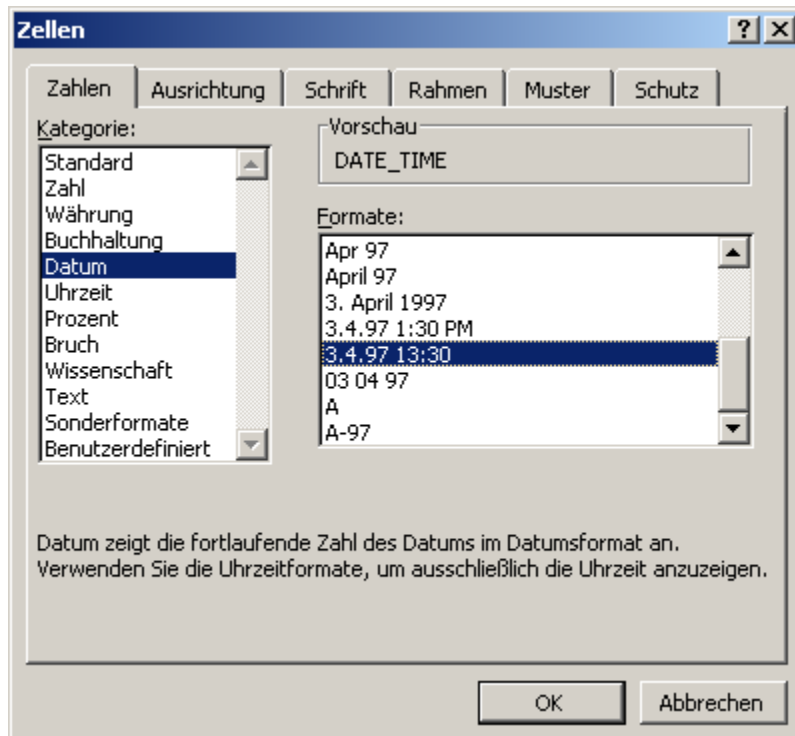 Zellen
Zahlen Ausrichtung Schrift Rahmen Muster Schutz
Kategorie:
Standard
Zahl
Währung
Buchhaltung
Datum
Uhrzeit
Prozent
Bruch
Wissenschaft
Text
Sonderformate
Benutzerdefiniert
Vorschau
DATE_TIME
Formate:
Apr 97
April 97
3. April 1997
3.4.97 1:30 PM
3.4.97 13:30
03 04 97
A
A-97
Datum zeigt die fortlaufende Zahl des Datums im Datumsformat an.
Verwenden Sie die Uhrzeitformate, um ausschließlich die Uhrzeit anzuzeigen.
OK Abbrechen